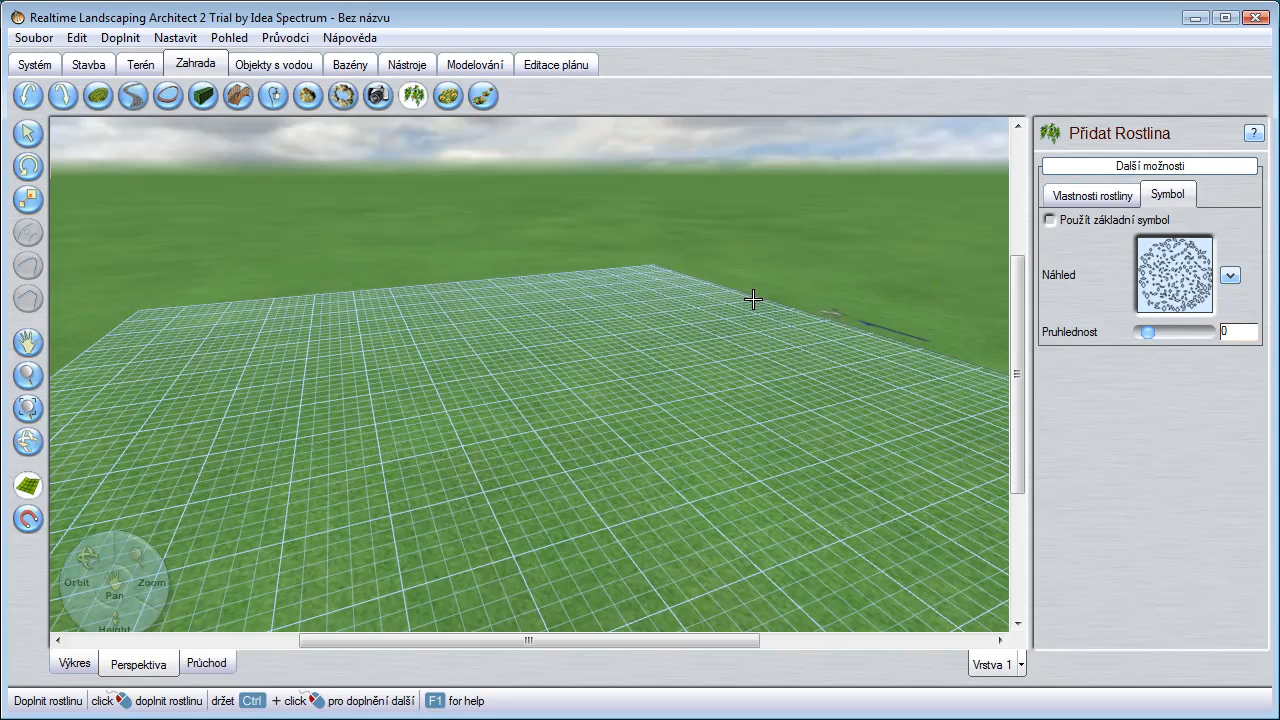 Realtime Landscaping Architect 2 Trial by Idea Spectrum - Bez názvu
Soubor Edit Doplnit Nastavit Pohled Průvodci Nápověda
Systém Stavba Terén Zahrada Objekty s vodou Bazény Nástroje Modelování Editace plánu
Přidat Rostlina ?
Další možnosti
Vlastnosti rostliny Symbol
Použít základní symbol
Náhled
Pruhlednost 0
Orbit Zoom
Pan
Height
Výkres Perspektiva Průchod Vrstva 1
Doplnit rostlinu click doplnit rostlinu držet Ctrl + click pro doplnění další F1 for help